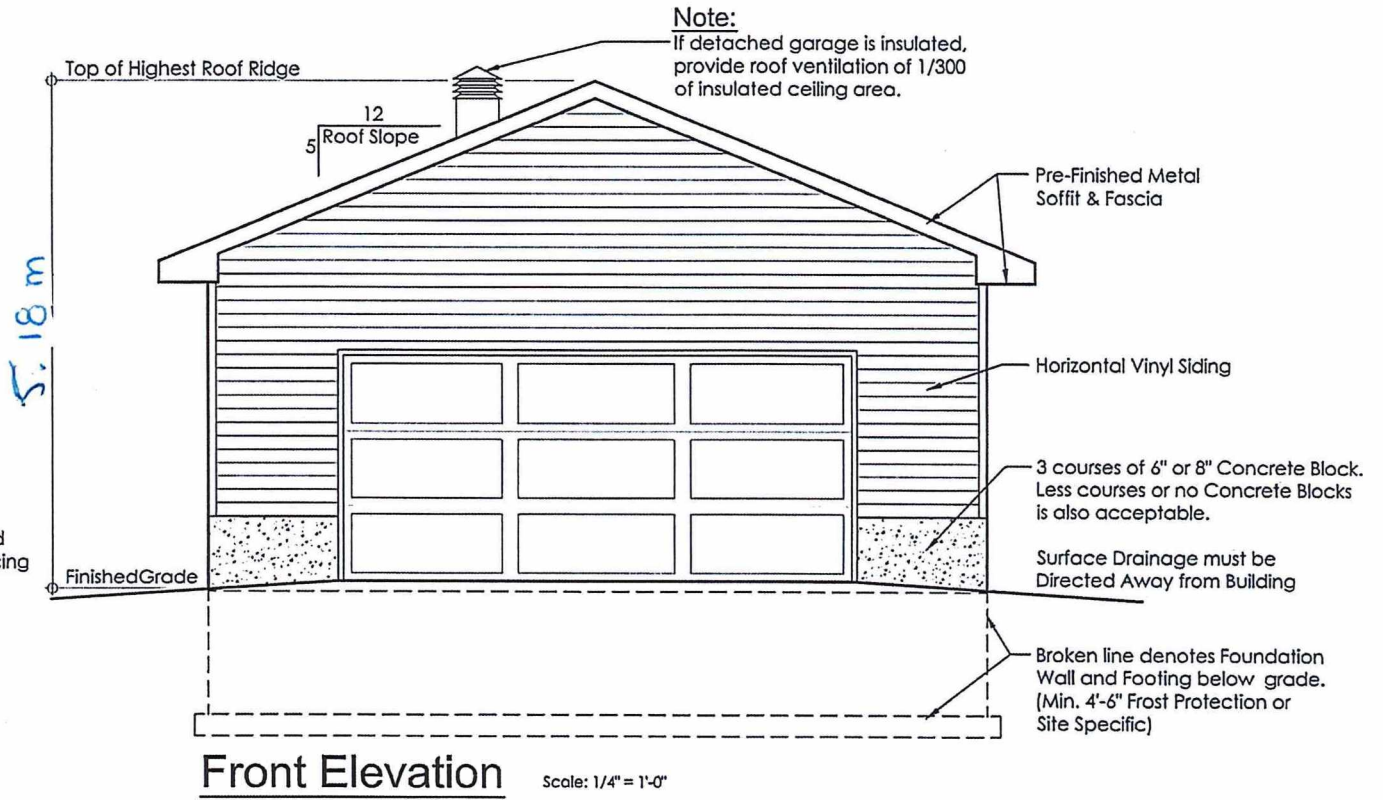 Note:
If detached garage is insulated,
provide roof ventilation of 1/300
of insulated ceiling area.
Top of Highest Roof Ridge
12
5
Roof Slope
Pre-Finished Metal
Soffit & Fascia
5.18 m
Horizontal Vinyl Siding
3 courses of 6" or 8" Concrete Block.
Less courses or no Concrete Blocks
is also acceptable.
Surface Drainage must be
Directed Away from Building
FinishedGrade
Broken line denotes Foundation
Wall and Footing below grade.
(Min. 4'-6" Frost Protection or
Site Specific)
Front Elevation
Scale: 1/4" = 1'-0"